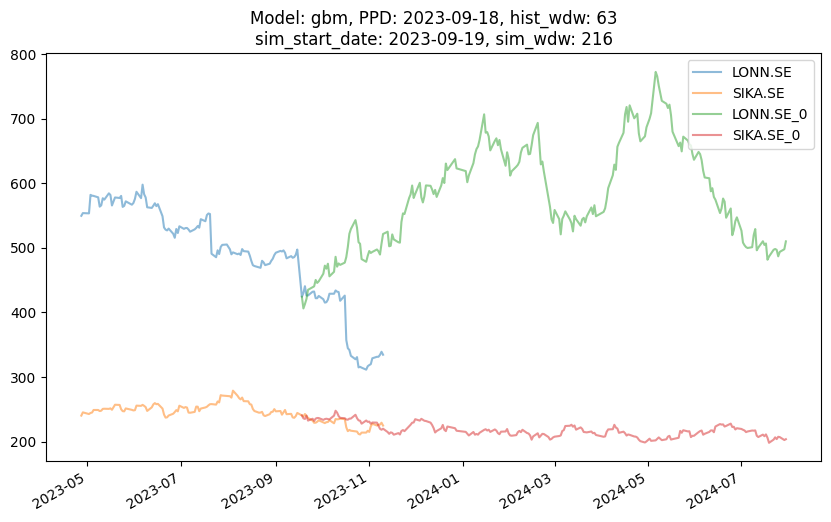 Model: gbm, PPD: 2023-09-18, hist_wdw: 63
sim_start_date: 2023-09-19, sim_wdw: 216
800
700
600
500
400
300
200
LONN.SE
SIKA.SE
LONN.SE_0
SIKA.SE_0
2023-05
2023-07
2023-09
2023-11
2024-01
2024-03
2024-05
2024-07